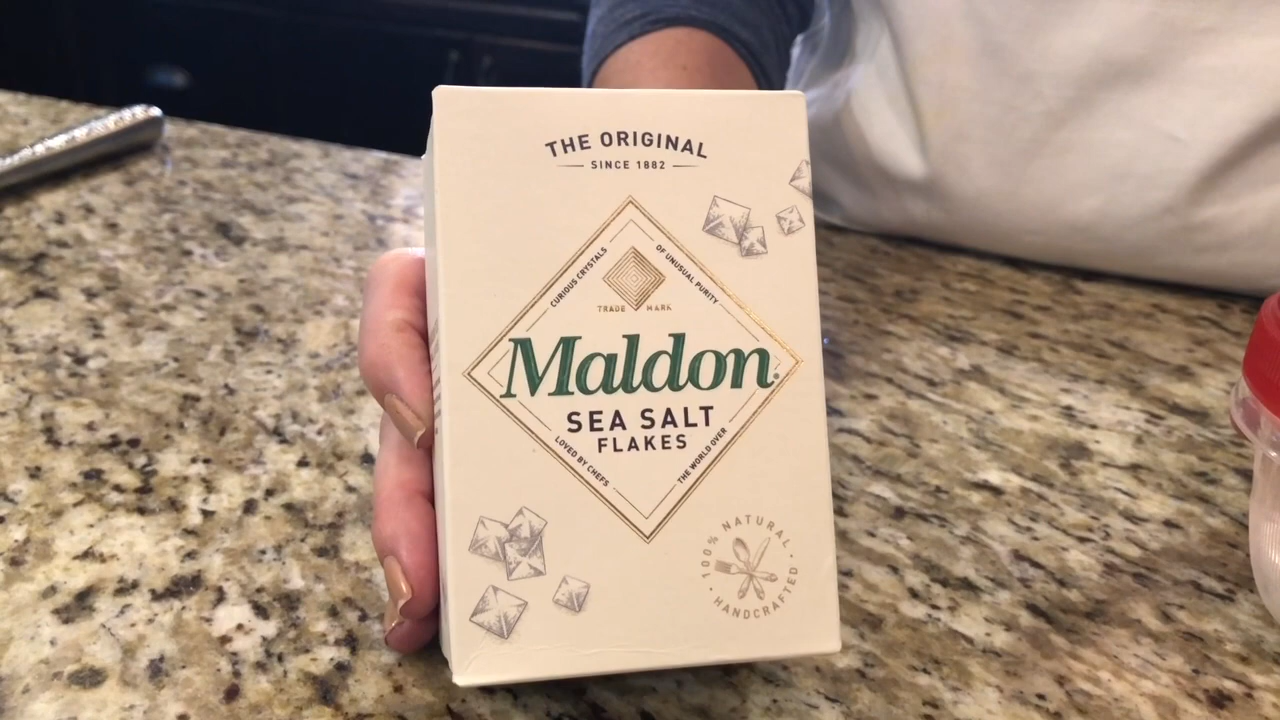 THE ORIGINAL
SINCE 1882
CURIOUS CRYSTALS
OF UNUSUAL PURITY
TRADE MARK
Maldon.
SEA SALT
FLAKES
LOVED BY CHEFS
THE WORLD OVER
100% NATURAL · HANDCRAFTED ·